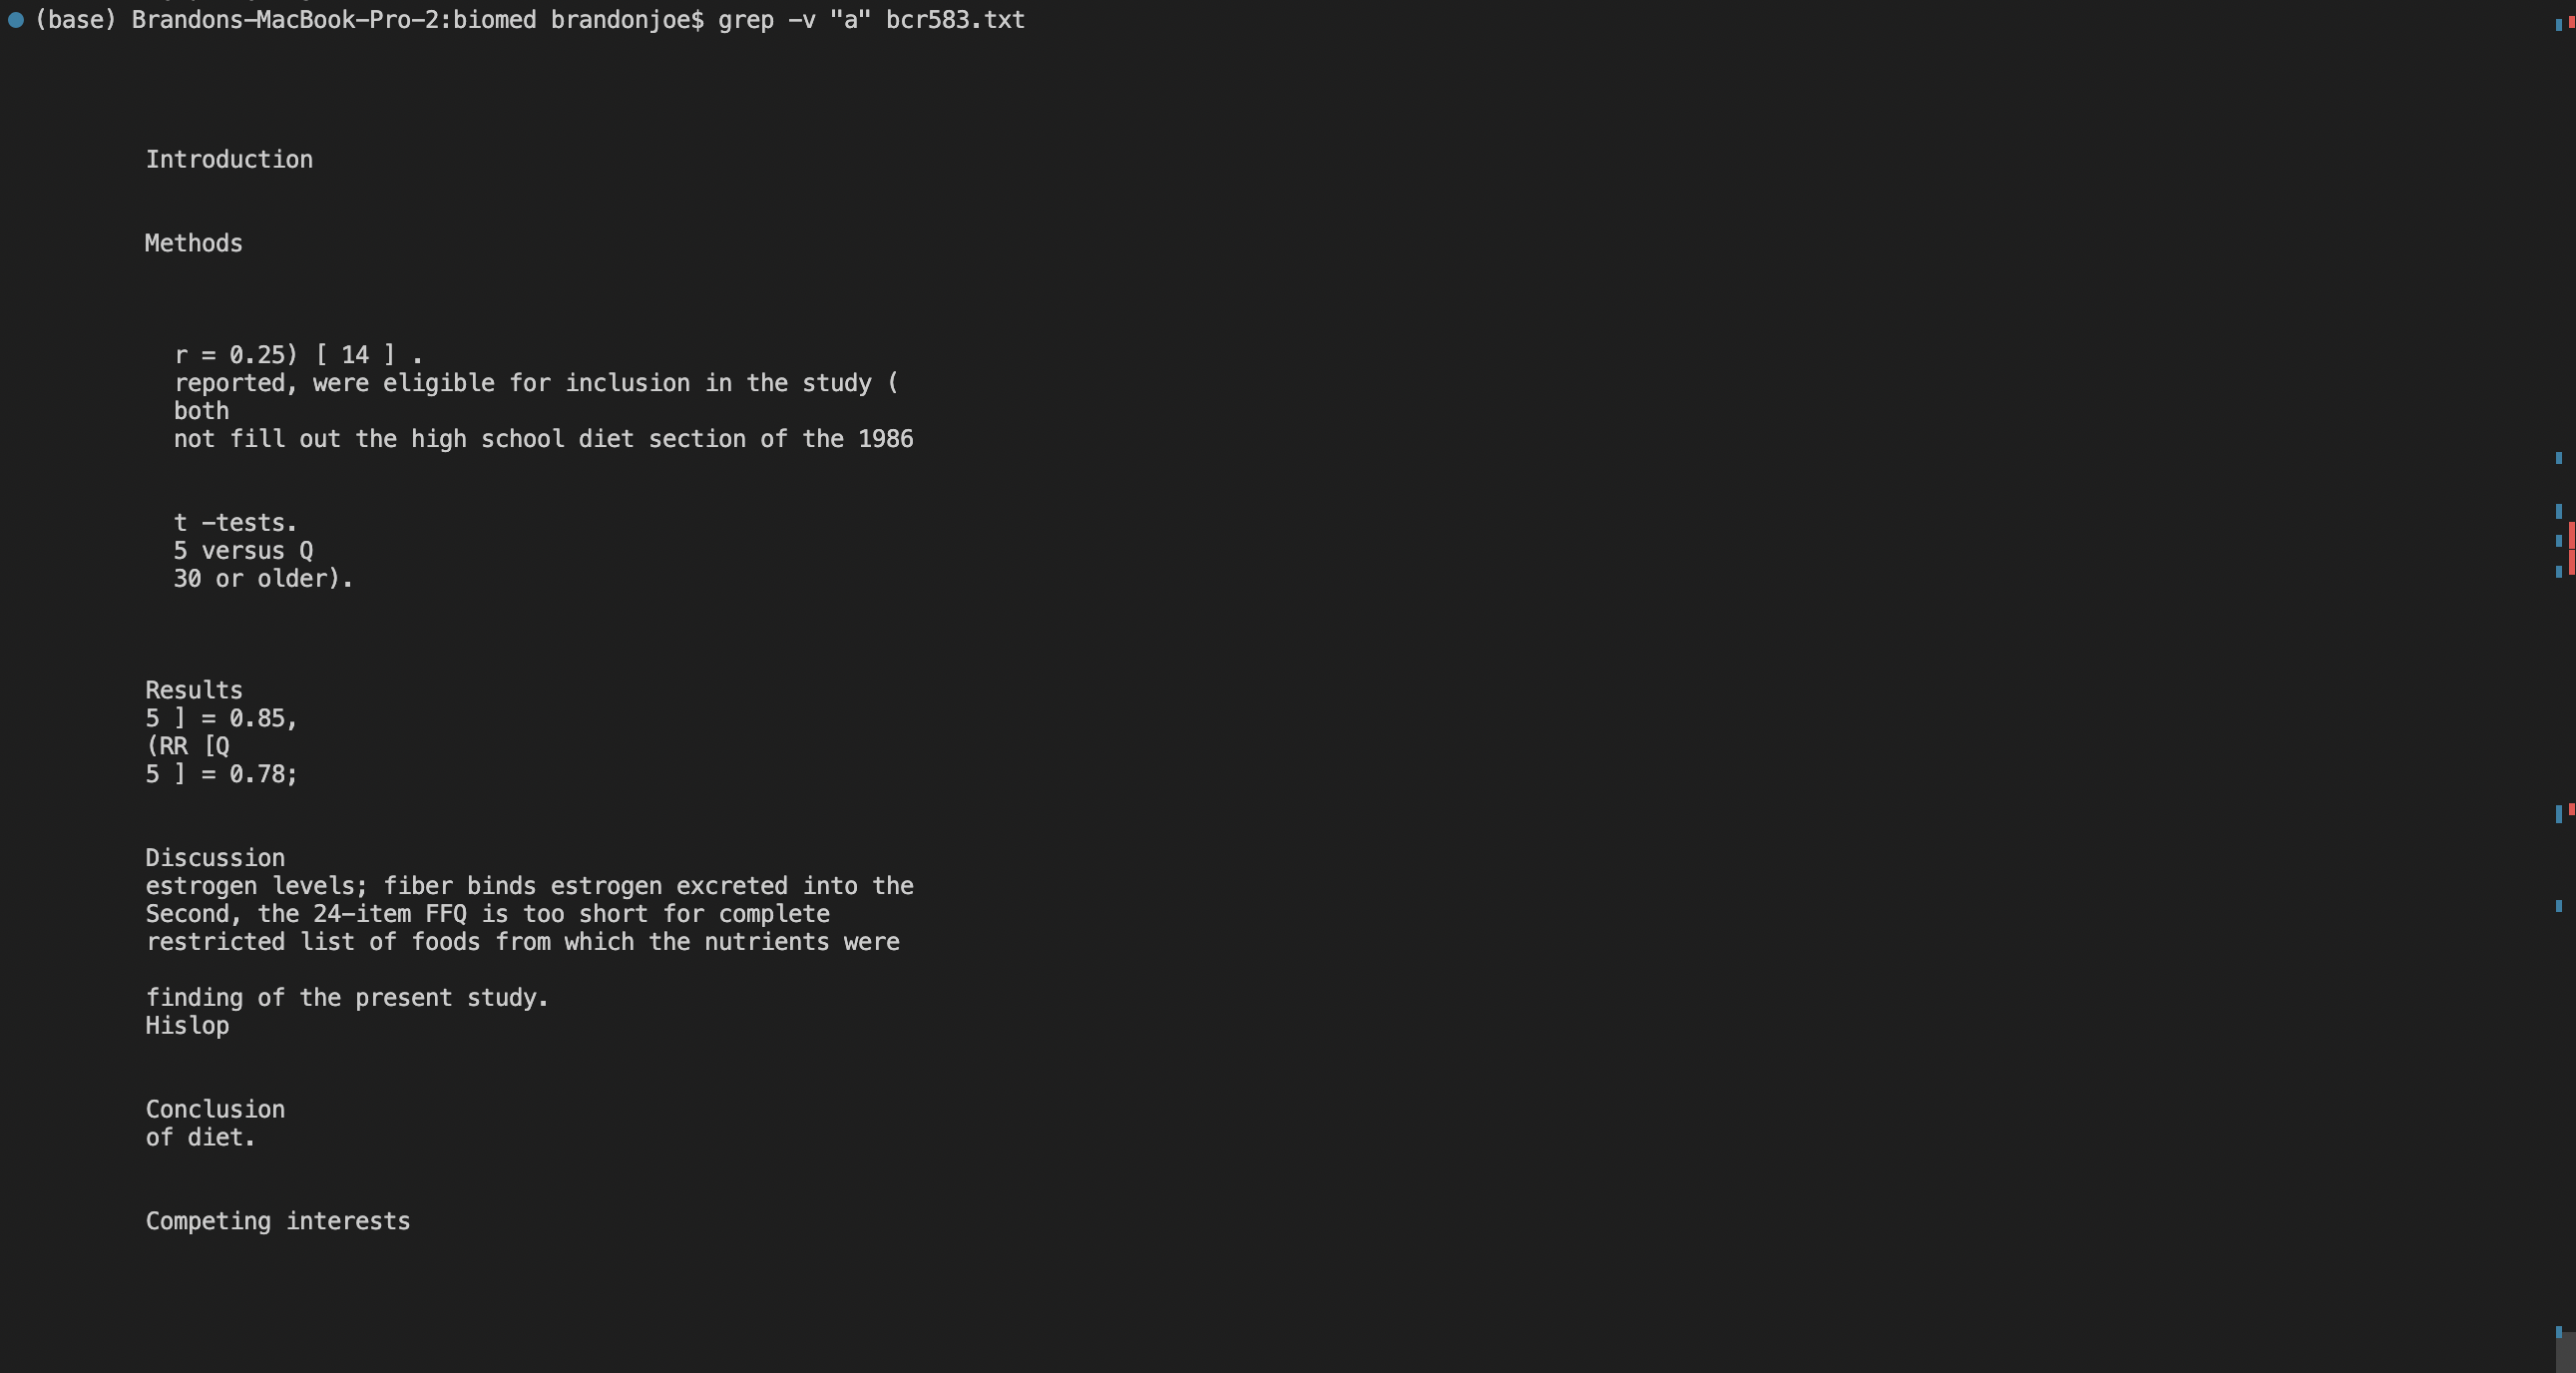 (base) Brandons-MacBook-Pro-2:biomed brandonjoe$ grep -v "a" bcr583.txt
Introduction
Methods
r = 0.25) [ 14 ] .
reported, were eligible for inclusion in the study (
both
not fill out the high school diet section of the 1986
t -tests.
5 versus Q
30 or older).
Results
5 ] = 0.85,
(RR [Q
5 ] = 0.78;
Discussion
estrogen levels; fiber binds estrogen excreted into the
Second, the 24-item FFQ is too short for complete
restricted list of foods from which the nutrients were
finding of the present study.
Hislop
Conclusion
of diet.
Competing interests